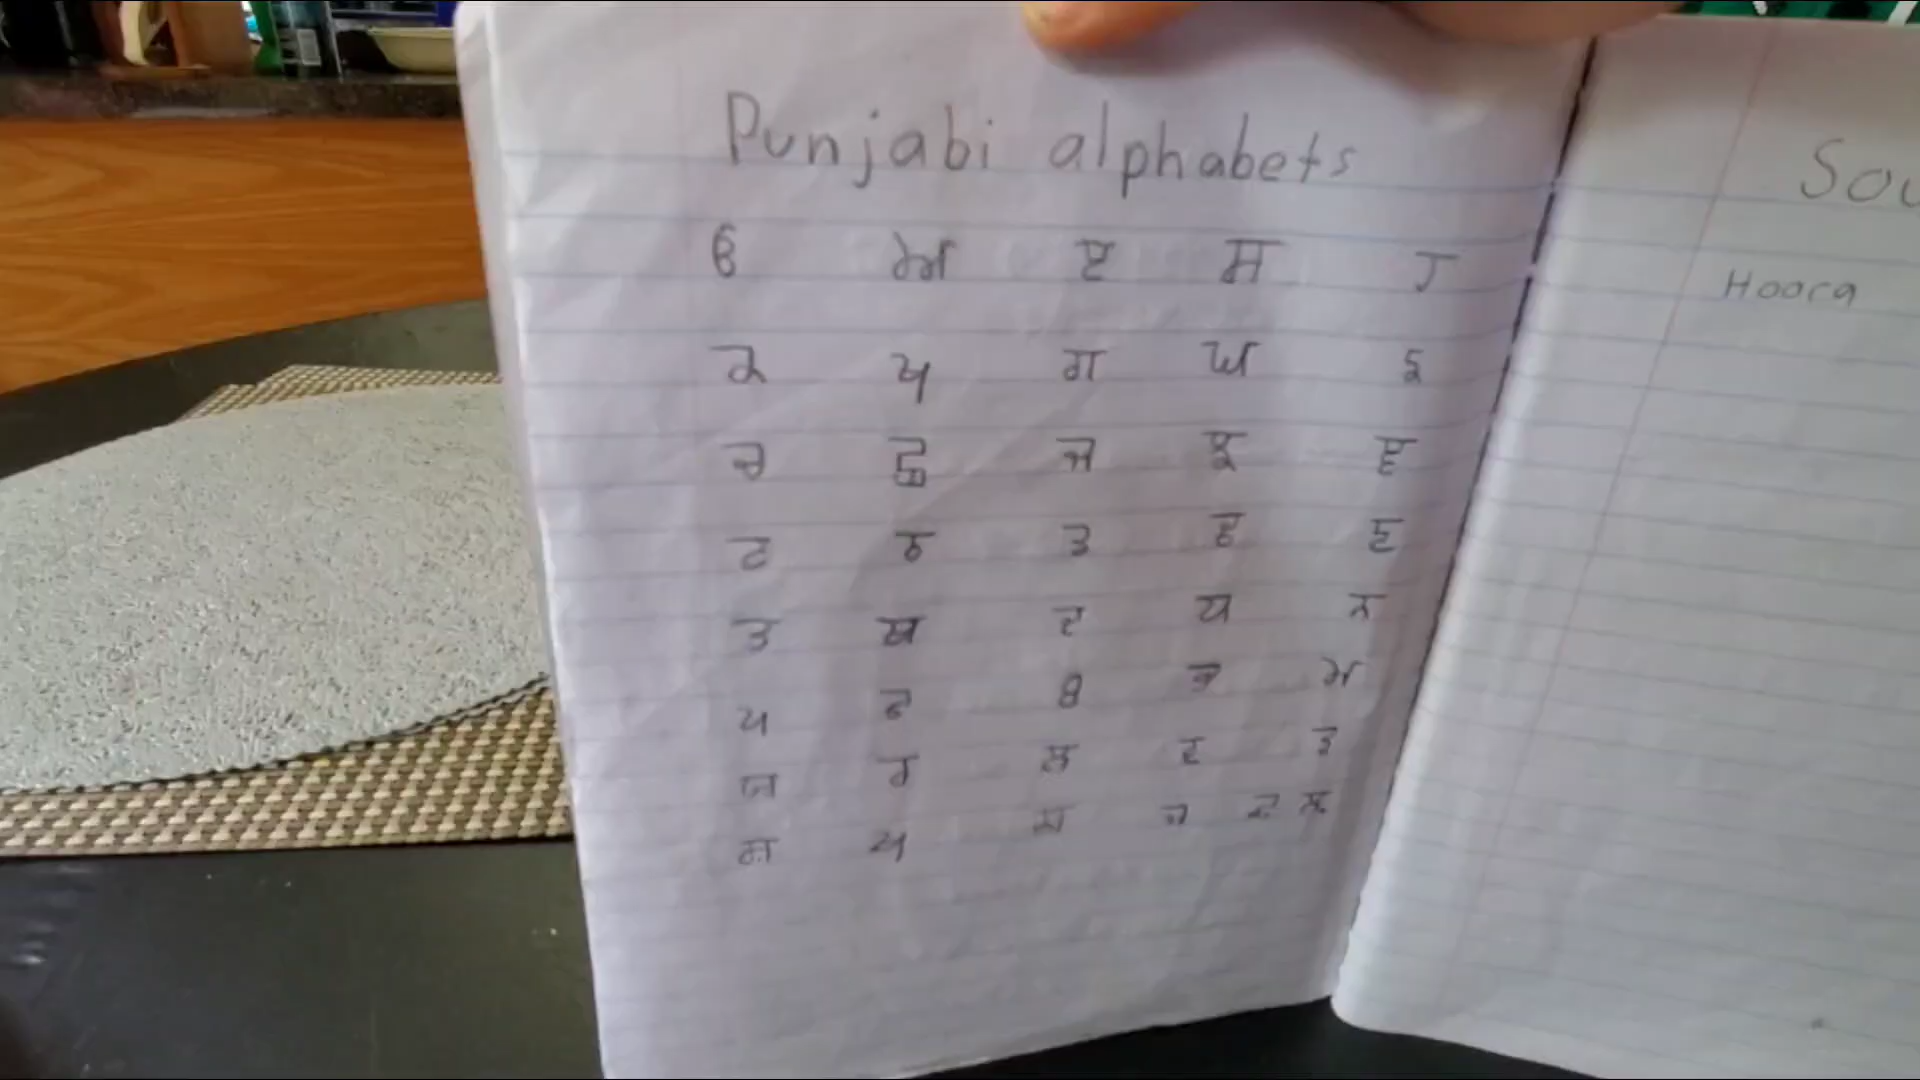 Punjabi alphabets
ੳ ਅ ੲ ਸ ਹ
ਕ ਖ ਗ ਘ ਙ
ਚ ਛ ਜ ਝ ਞ
ਟ ਠ ਡ ਢ ਣ
ਤ ਥ ਦ ਧ ਨ
ਪ ਫ ਬ ਭ ਮ
ਯ ਰ ਲ ਵ ੜ
Hoora